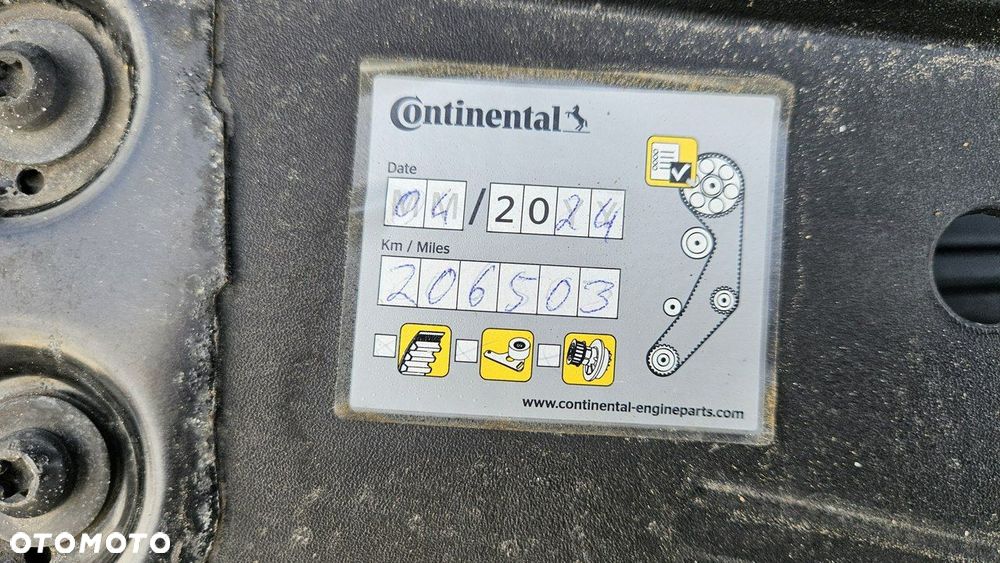 Continental
Date
04/2024
Km / Miles
206503
www.continental-engineparts.com
OTOMOTO